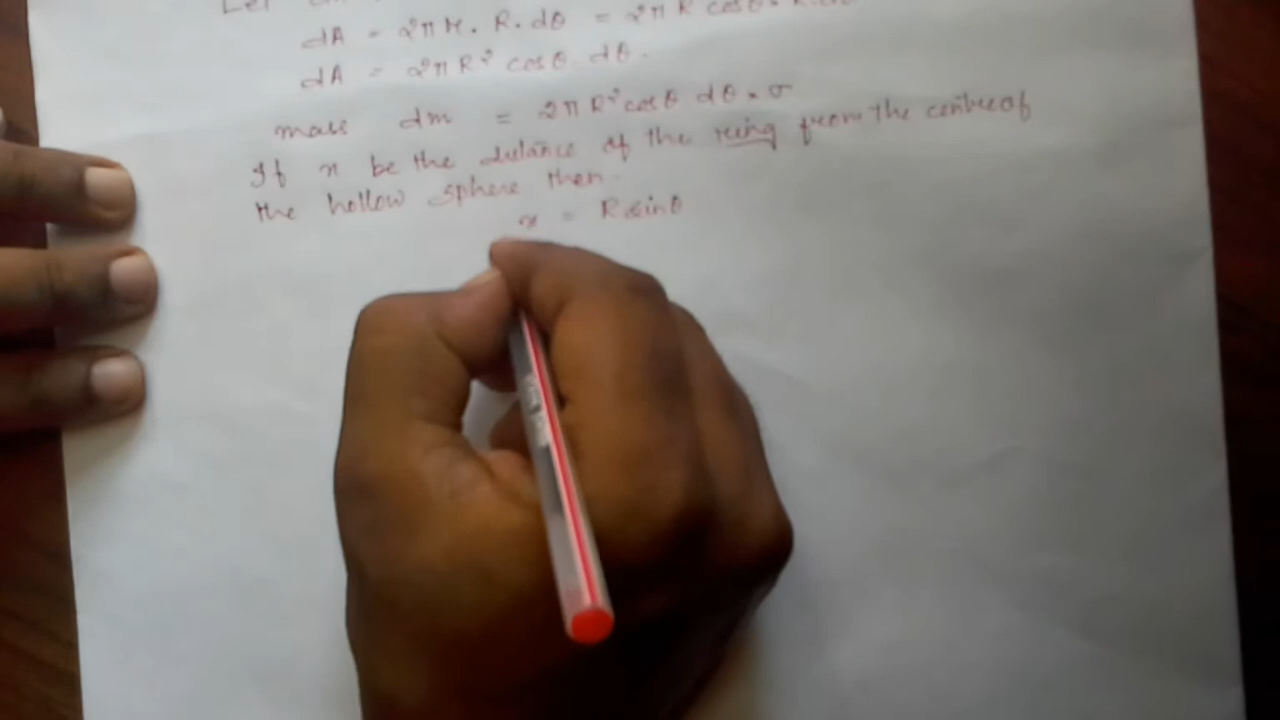 Let
dA = 2πr. R. dθ = 2π R cosθ.
dA = 2π R² cosθ dθ.
mass dm = 2π R² cosθ dθ × σ
If x be the distance of the ring from the centre of
the hollow sphere then.
x = R sinθ